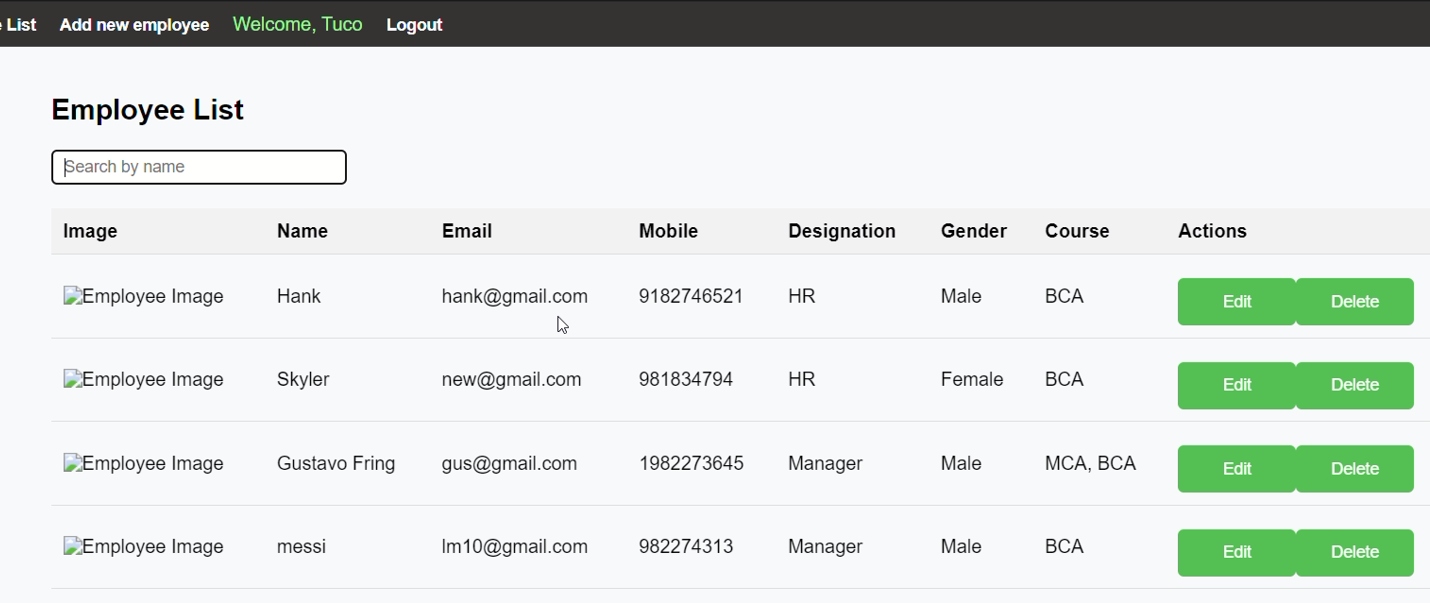 e List Add new employee Welcome, Tuco Logout
Employee List
Search by name
Image Name Email Mobile Designation Gender Course Actions
Employee Image Hank hank@gmail.com 9182746521 HR Male BCA Edit Delete
Employee Image Skyler new@gmail.com 981834794 HR Female BCA Edit Delete
Employee Image Gustavo Fring gus@gmail.com 1982273645 Manager Male MCA, BCA Edit Delete
Employee Image messi lm10@gmail.com 982274313 Manager Male BCA Edit Delete